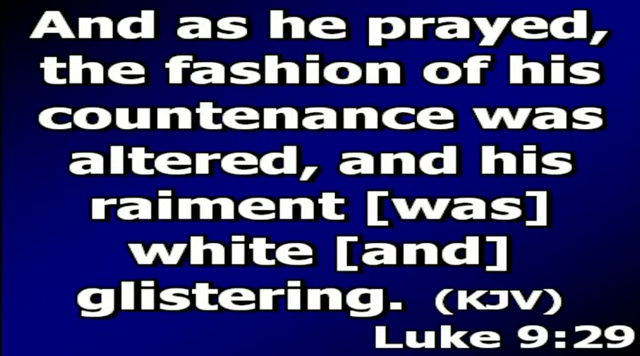 And as he prayed,
the fashion of his
countenance was
altered, and his
raiment [was]
white [and]
glistering. (KJV)
Luke 9:29